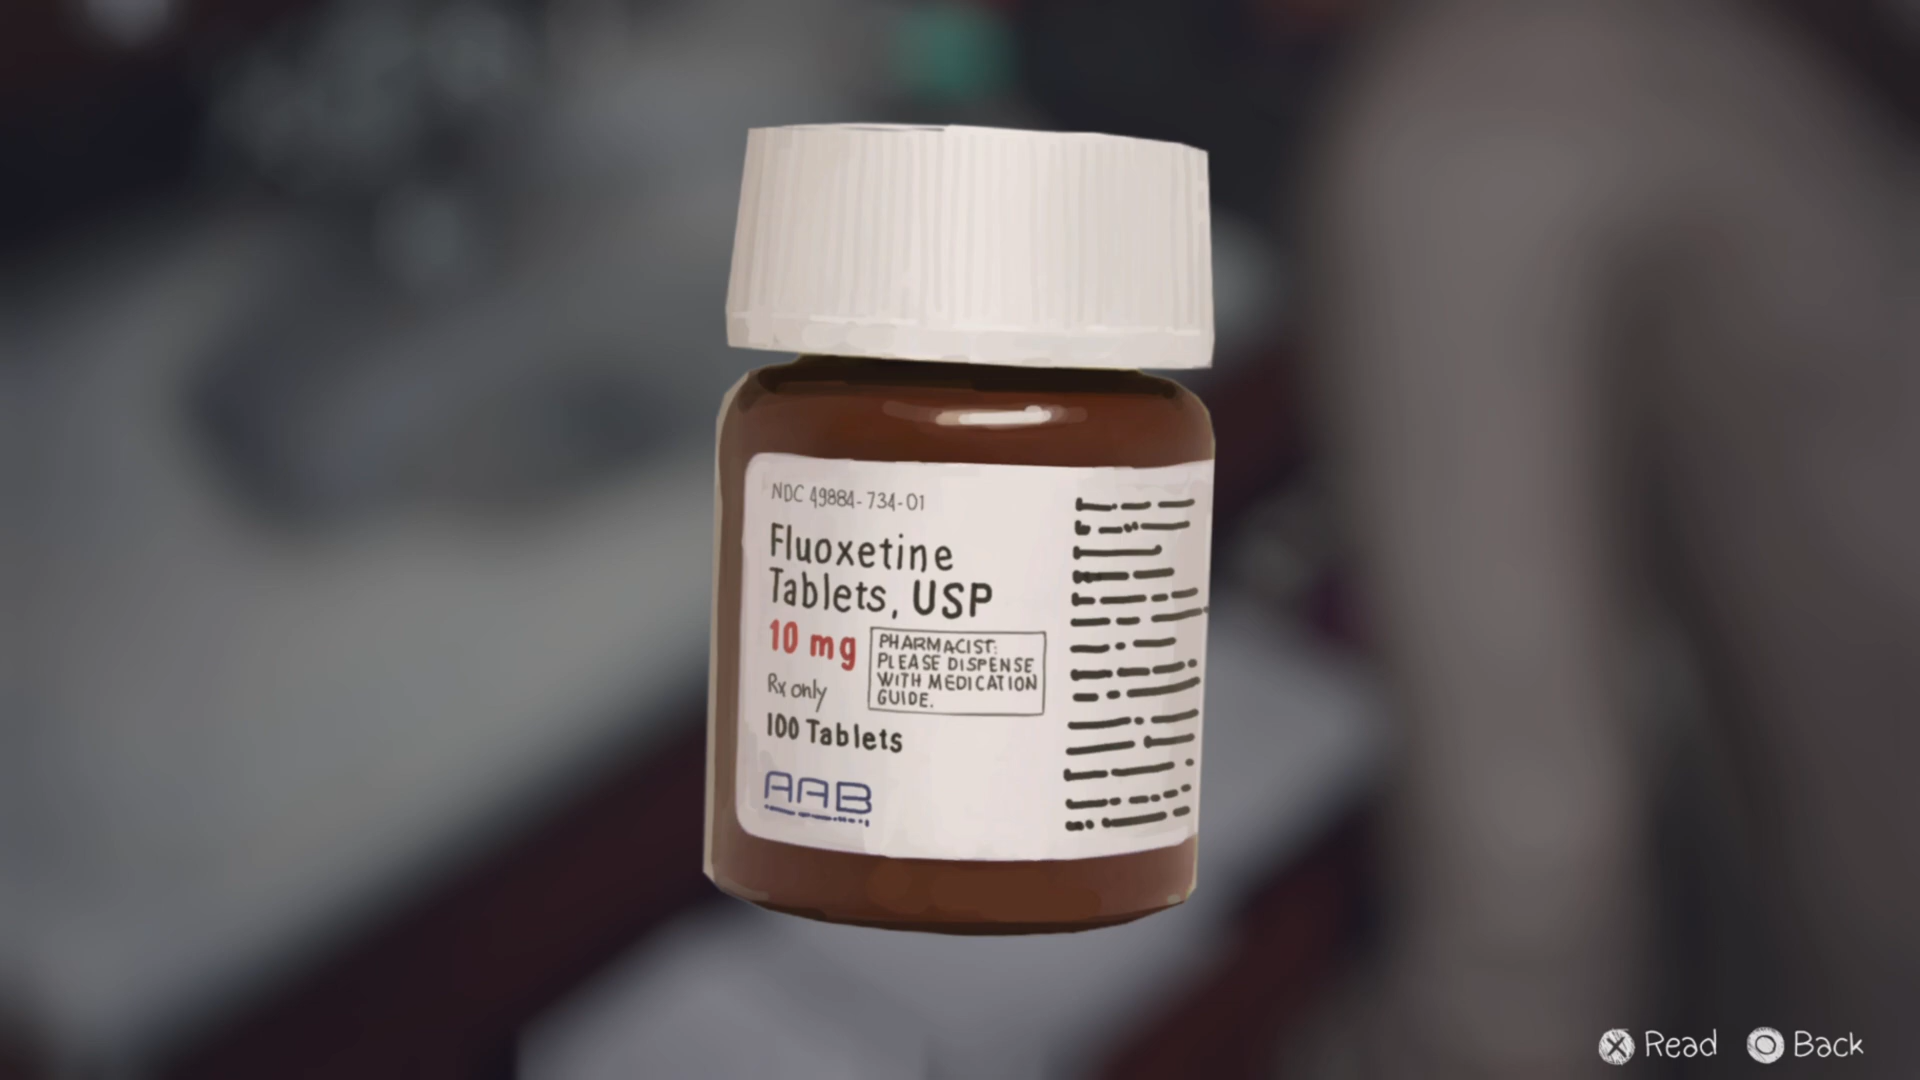 NDC 49884-734-01
Fluoxetine
Tablets, USP
10 mg
PHARMACIST:
PLEASE DISPENSE
WITH MEDICATION
GUIDE.
Rx only
100 Tablets
AAB
Read
Back